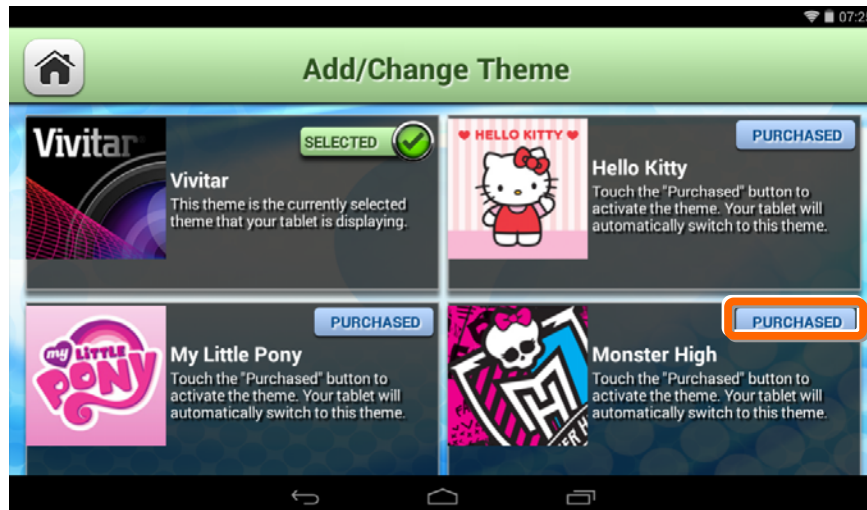 07:2
Add/Change Theme
Vivitar
SELECTED
Vivitar
This theme is the currently selected
theme that your tablet is displaying.
HELLO KITTY
PURCHASED
Hello Kitty
Touch the "Purchased" button to
activate the theme. Your tablet will
automatically switch to this theme.
my LITTLE
PONY
PURCHASED
My Little Pony
Touch the "Purchased" button to
activate the theme. Your tablet will
automatically switch to this theme.
PURCHASED
Monster High
Touch the "Purchased" button to
activate the theme. Your tablet will
automatically switch to this theme.